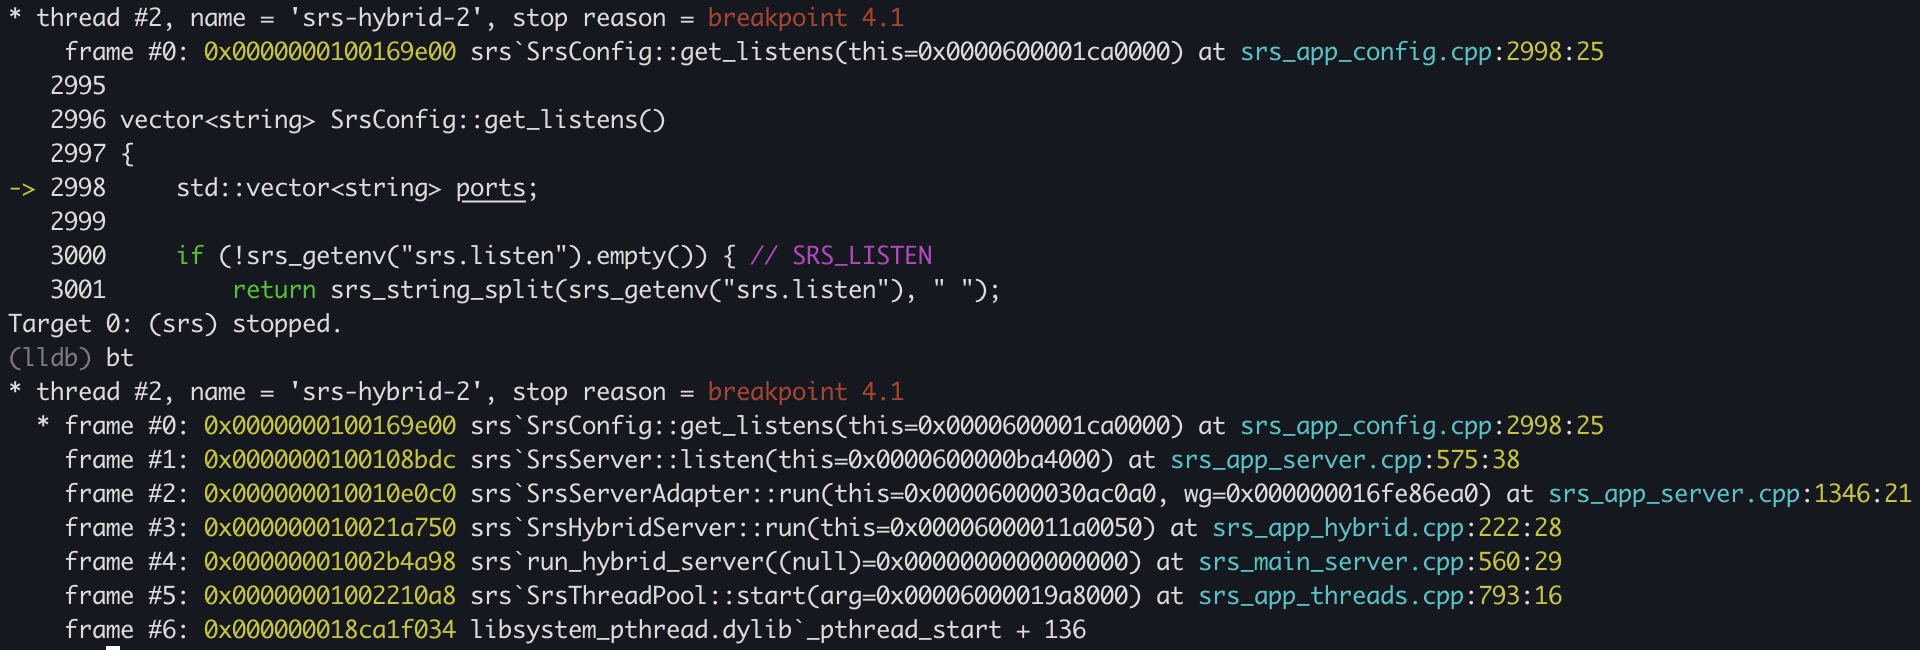 * thread #2, name = 'srs-hybrid-2', stop reason = breakpoint 4.1
    frame #0: 0x0000000100169e00 srs`SrsConfig::get_listens(this=0x0000600001ca0000) at srs_app_config.cpp:2998:25
   2995
   2996 vector<string> SrsConfig::get_listens()
   2997 {
-> 2998     std::vector<string> ports;
   2999
   3000     if (!srs_getenv("srs.listen").empty()) { // SRS_LISTEN
   3001         return srs_string_split(srs_getenv("srs.listen"), " ");
Target 0: (srs) stopped.
(lldb) bt
* thread #2, name = 'srs-hybrid-2', stop reason = breakpoint 4.1
  * frame #0: 0x0000000100169e00 srs`SrsConfig::get_listens(this=0x0000600001ca0000) at srs_app_config.cpp:2998:25
    frame #1: 0x0000000100108bdc srs`SrsServer::listen(this=0x0000600000ba4000) at srs_app_server.cpp:575:38
    frame #2: 0x000000010010e0c0 srs`SrsServerAdapter::run(this=0x00006000030ac0a0, wg=0x000000016fe86ea0) at srs_app_server.cpp:1346:21
    frame #3: 0x000000010021a750 srs`SrsHybridServer::run(this=0x00006000011a0050) at srs_app_hybrid.cpp:222:28
    frame #4: 0x00000001002b4a98 srs`run_hybrid_server((null)=0x0000000000000000) at srs_main_server.cpp:560:29
    frame #5: 0x00000001002210a8 srs`SrsThreadPool::start(arg=0x00006000019a8000) at srs_app_threads.cpp:793:16
    frame #6: 0x000000018ca1f034 libsystem_pthread.dylib`_pthread_start + 136